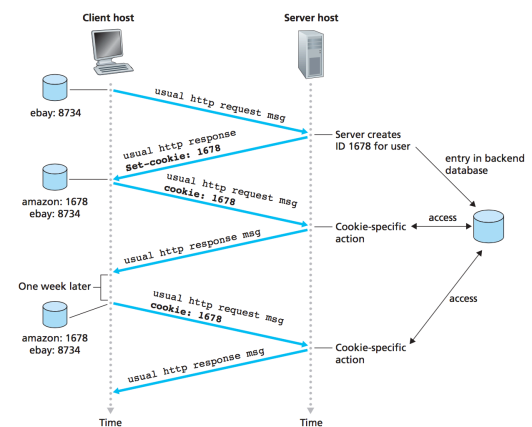 Client host
Server host
ebay: 8734
usual http request msg
Server creates
ID 1678 for user
usual http response
Set-cookie: 1678
entry in backend
database
amazon: 1678
ebay: 8734
usual http request msg
cookie: 1678
access
Cookie-specific
action
usual http response msg
One week later
access
usual http request msg
cookie: 1678
amazon: 1678
ebay: 8734
Cookie-specific
action
usual http response msg
Time
Time